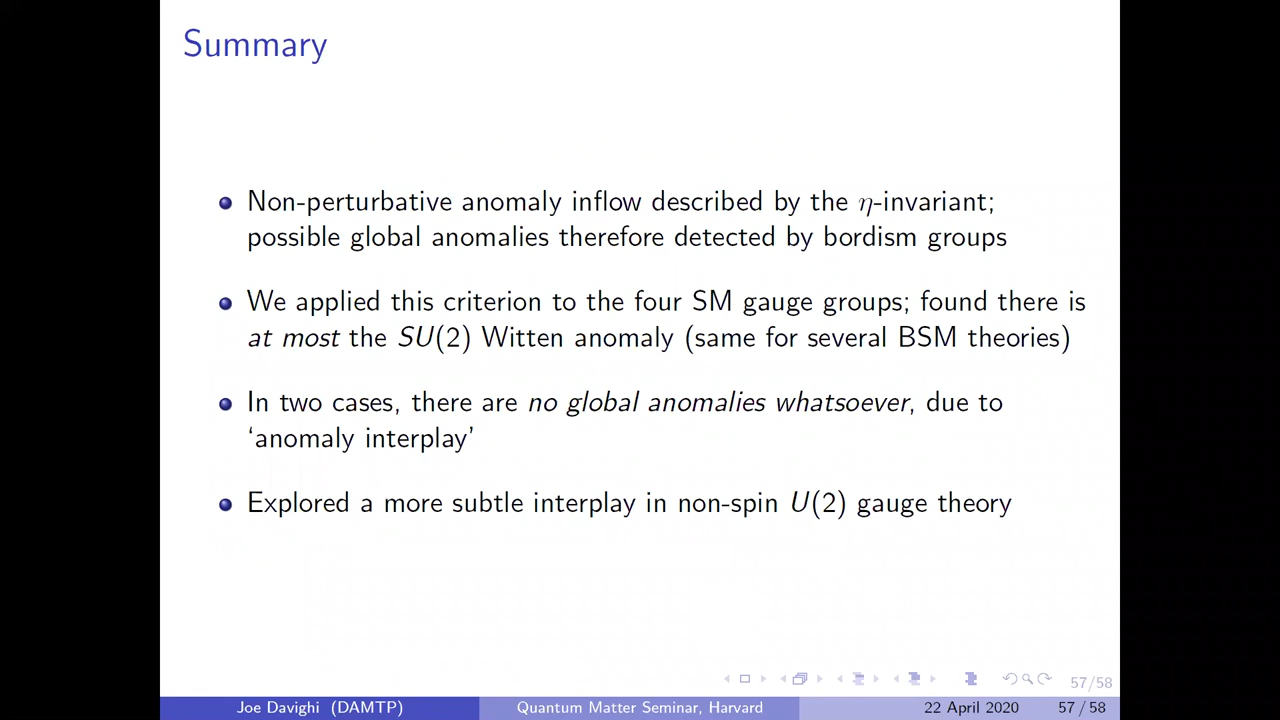 Summary
Non-perturbative anomaly inflow described by the η-invariant;
possible global anomalies therefore detected by bordism groups
We applied this criterion to the four SM gauge groups; found there is
at most the SU(2) Witten anomaly (same for several BSM theories)
In two cases, there are no global anomalies whatsoever, due to
‘anomaly interplay’
Explored a more subtle interplay in non-spin U(2) gauge theory
57/58
Joe Davighi (DAMTP) Quantum Matter Seminar, Harvard 22 April 2020 57 / 58